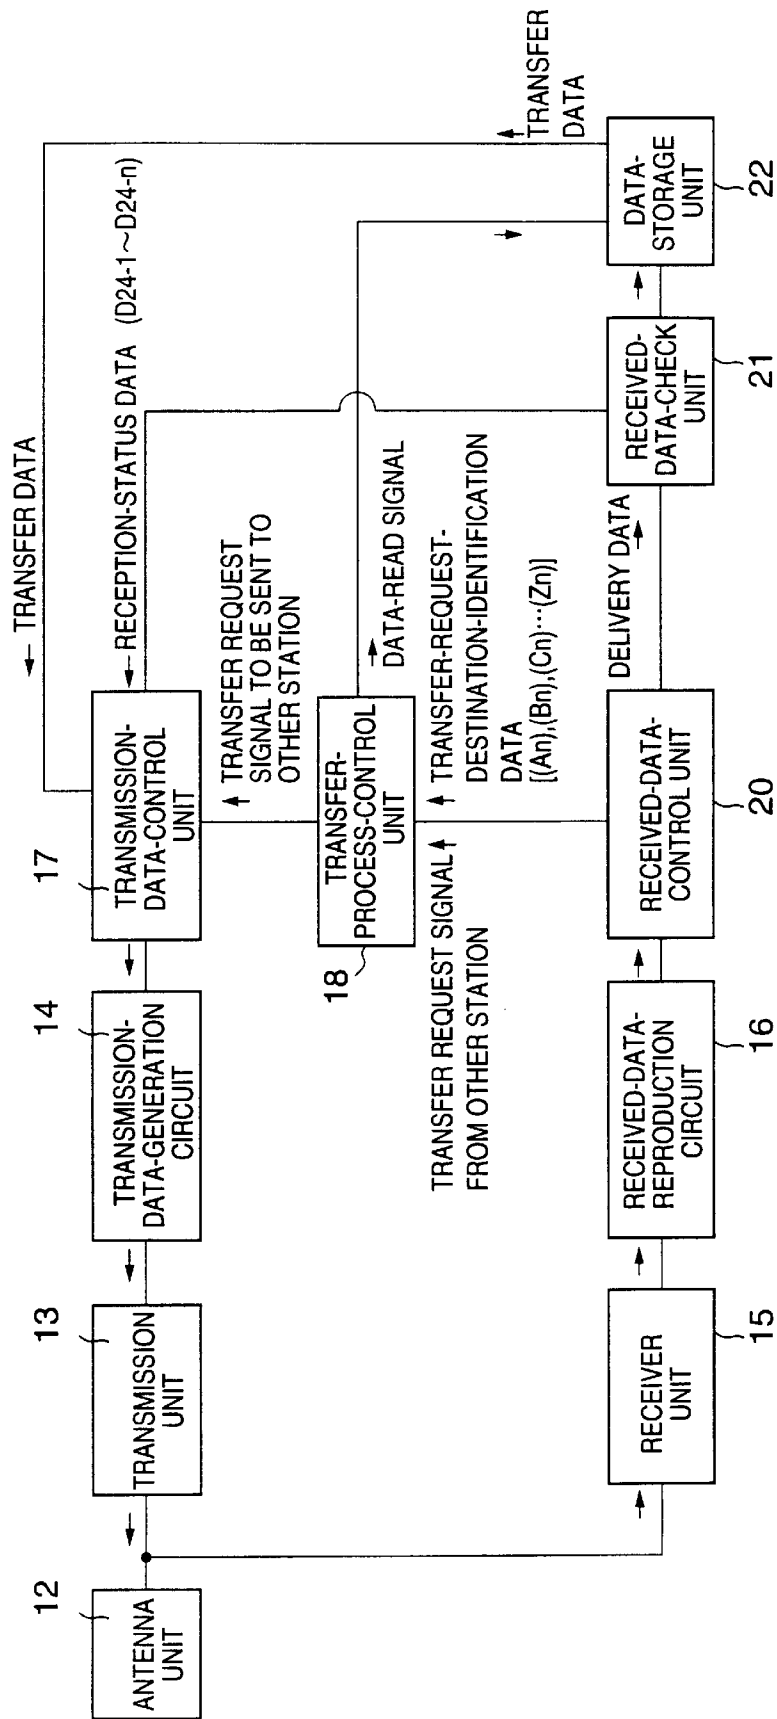 12
ANTENNA
UNIT
13
TRANSMISSION
UNIT
14
TRANSMISSION-
DATA-GENERATION
CIRCUIT
17
TRANSMISSION-
DATA-CONTROL
UNIT
TRANSFER DATA
RECEPTION-STATUS DATA (D24-1~D24-n)
TRANSFER REQUEST
SIGNAL TO BE SENT TO
OTHER STATION
18
TRANSFER-
PROCESS-CONTROL
UNIT
DATA-READ SIGNAL
TRANSFER-REQUEST-
DESTINATION-IDENTIFICATION
DATA
[(An),(Bn),(Cn)···(Zn)]
TRANSFER REQUEST SIGNAL
FROM OTHER STATION
TRANSFER
DATA
RECEIVER
UNIT
15
RECEIVED-DATA-
REPRODUCTION
CIRCUIT
16
RECEIVED-DATA-
CONTROL UNIT
20
DELIVERY DATA
RECEIVED-
DATA-CHECK
UNIT
21
DATA-
STORAGE
UNIT
22